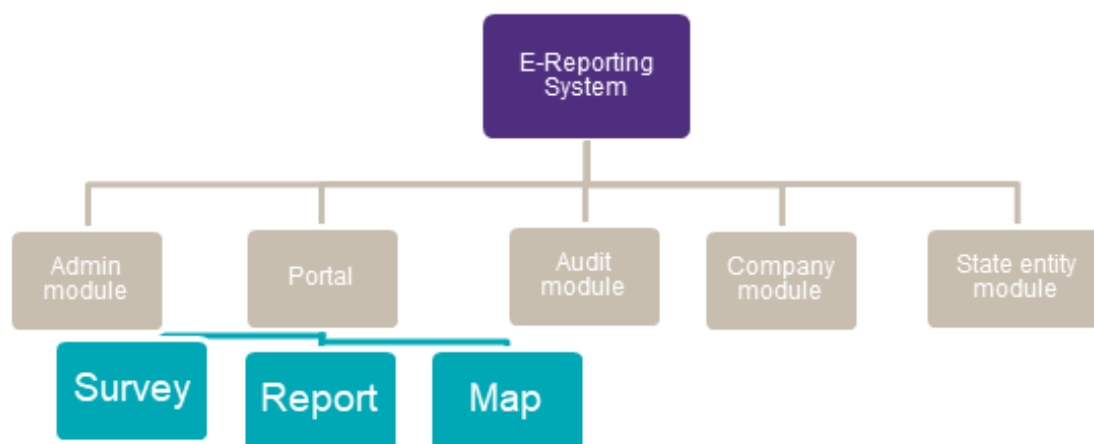 E-Reporting
System
Admin
module
Portal
Audit
module
Company
module
State entity
module
Survey
Report
Map